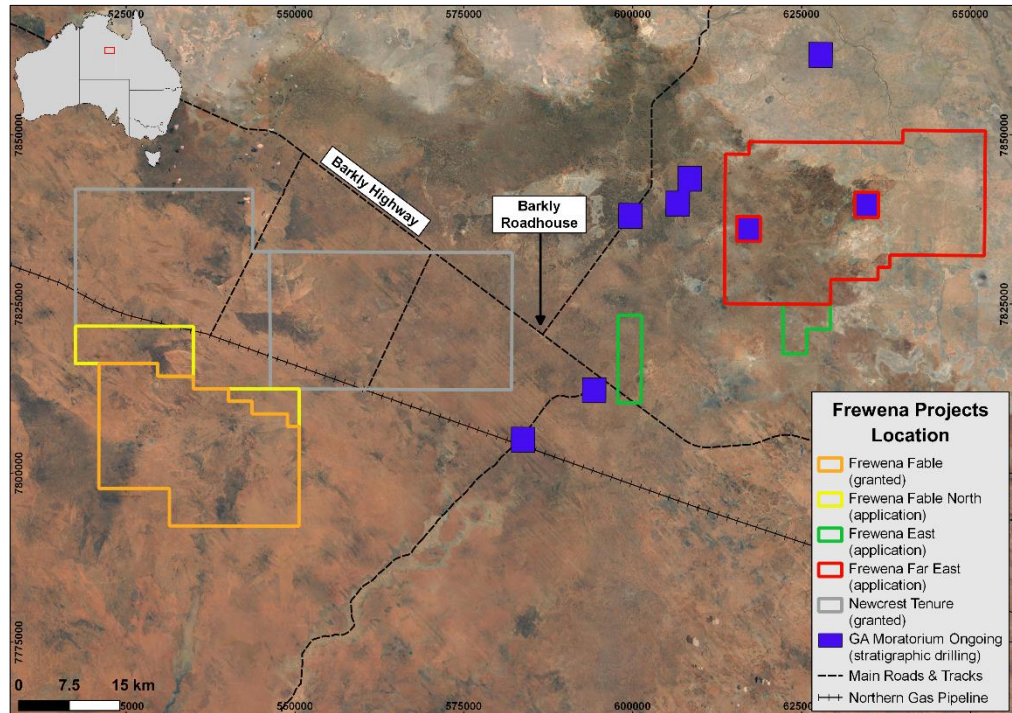 525000
550000
575000
600000
625000
650000
7850000
7850000
Barkly Highway
Barkly
Roadhouse
7825000
7825000
7800000
7775000
Frewena Projects
Location
Frewena Fable
(granted)
Frewena Fable North
(application)
Frewena East
(application)
Frewena Far East
(application)
Newcrest Tenure
(granted)
GA Moratorium Ongoing
(stratigraphic drilling)
Main Roads & Tracks
Northern Gas Pipeline
0 7.5 15 km
550000
575000
600000